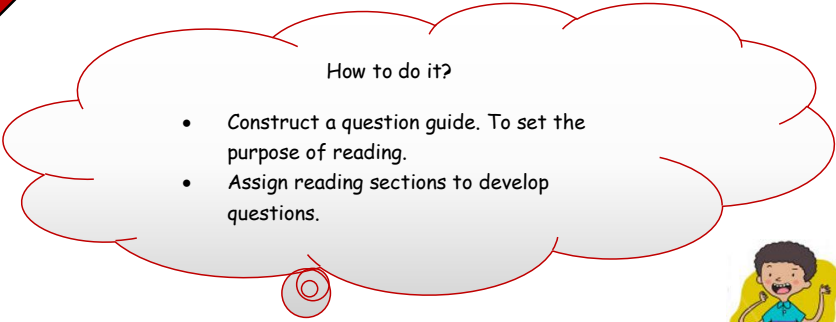 How to do it?
• Construct a question guide. To set the
purpose of reading.
• Assign reading sections to develop
questions.